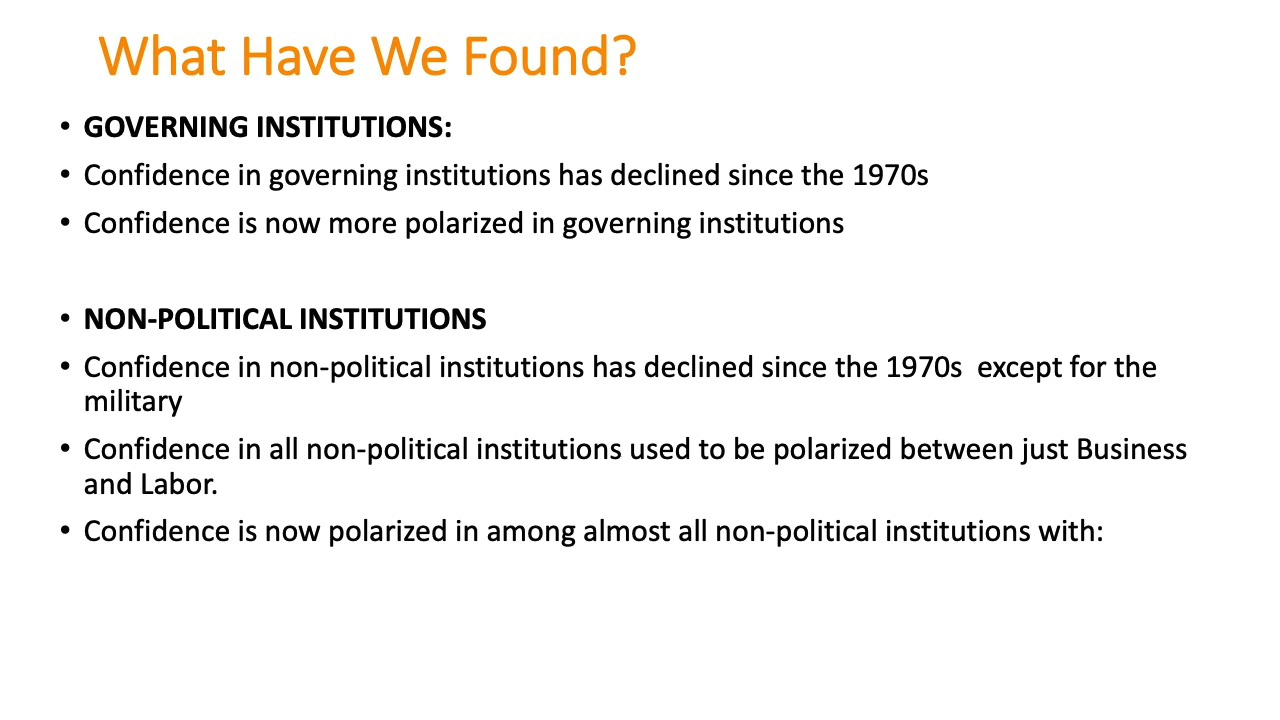 What Have We Found?
• GOVERNING INSTITUTIONS:
• Confidence in governing institutions has declined since the 1970s
• Confidence is now more polarized in governing institutions
• NON-POLITICAL INSTITUTIONS
• Confidence in non-political institutions has declined since the 1970s  except for the
military
• Confidence in all non-political institutions used to be polarized between just Business
and Labor.
• Confidence is now polarized in among almost all non-political institutions with: